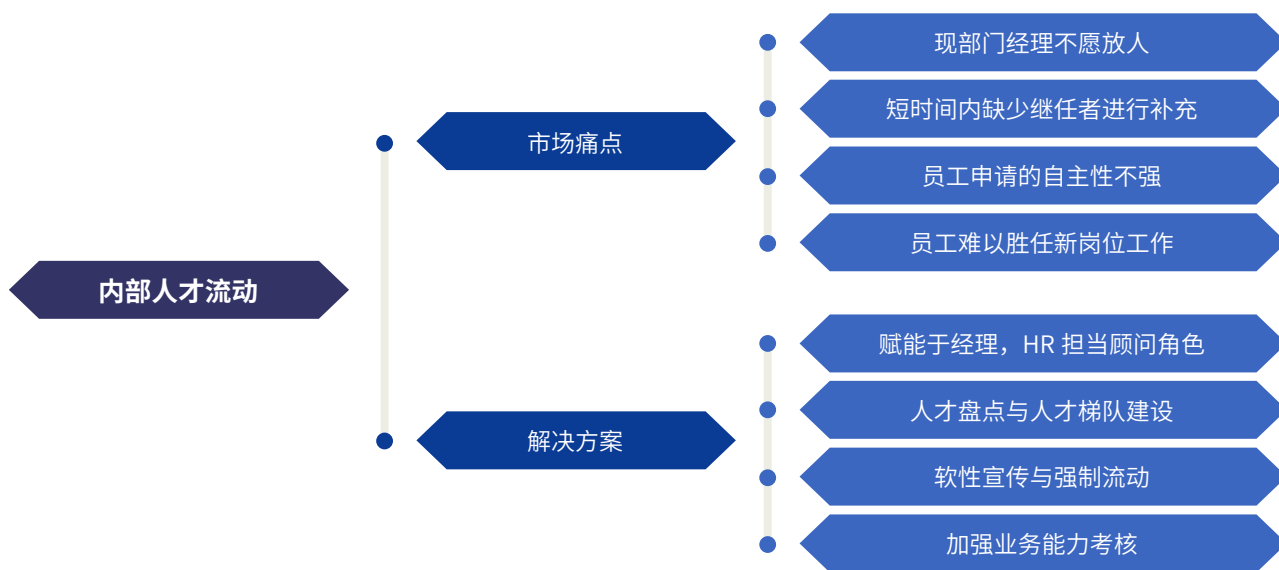 内部人才流动
市场痛点
现部门经理不愿放人
短时间内缺少继任者进行补充
员工申请的自主性不强
员工难以胜任新岗位工作
解决方案
赋能于经理，HR 担当顾问角色
人才盘点与人才梯队建设
软性宣传与强制流动
加强业务能力考核